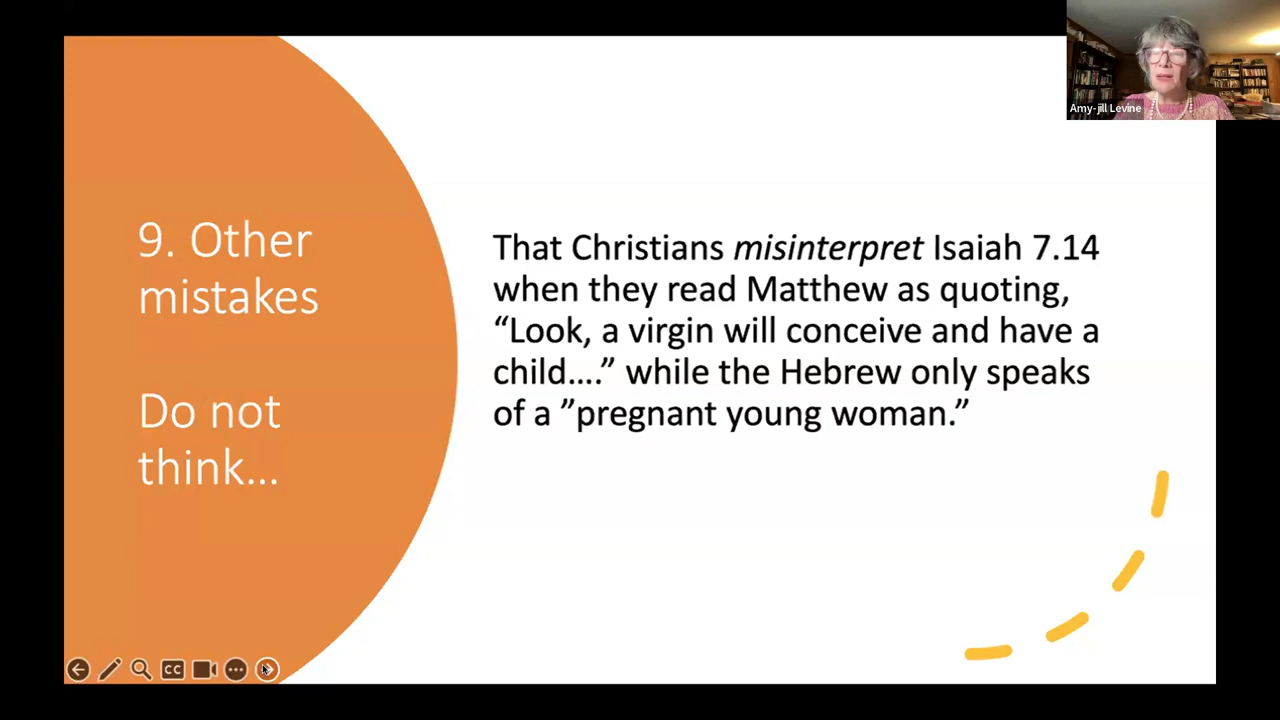 Amy-jill Levine
9. Other
mistakes
Do not
think...
That Christians misinterpret Isaiah 7.14
when they read Matthew as quoting,
“Look, a virgin will conceive and have a
child....” while the Hebrew only speaks
of a ”pregnant young woman.”
CC